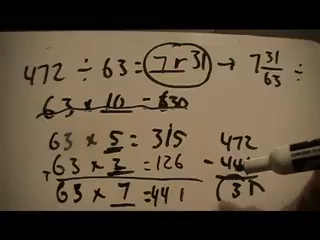 472 ÷ 63 = 7 r 31 → 7 31/63 ÷
63 × 10 = 630
63 × 5 = 315 472
+ 63 × 2 = 126 - 44
63 × 7 = 441 31